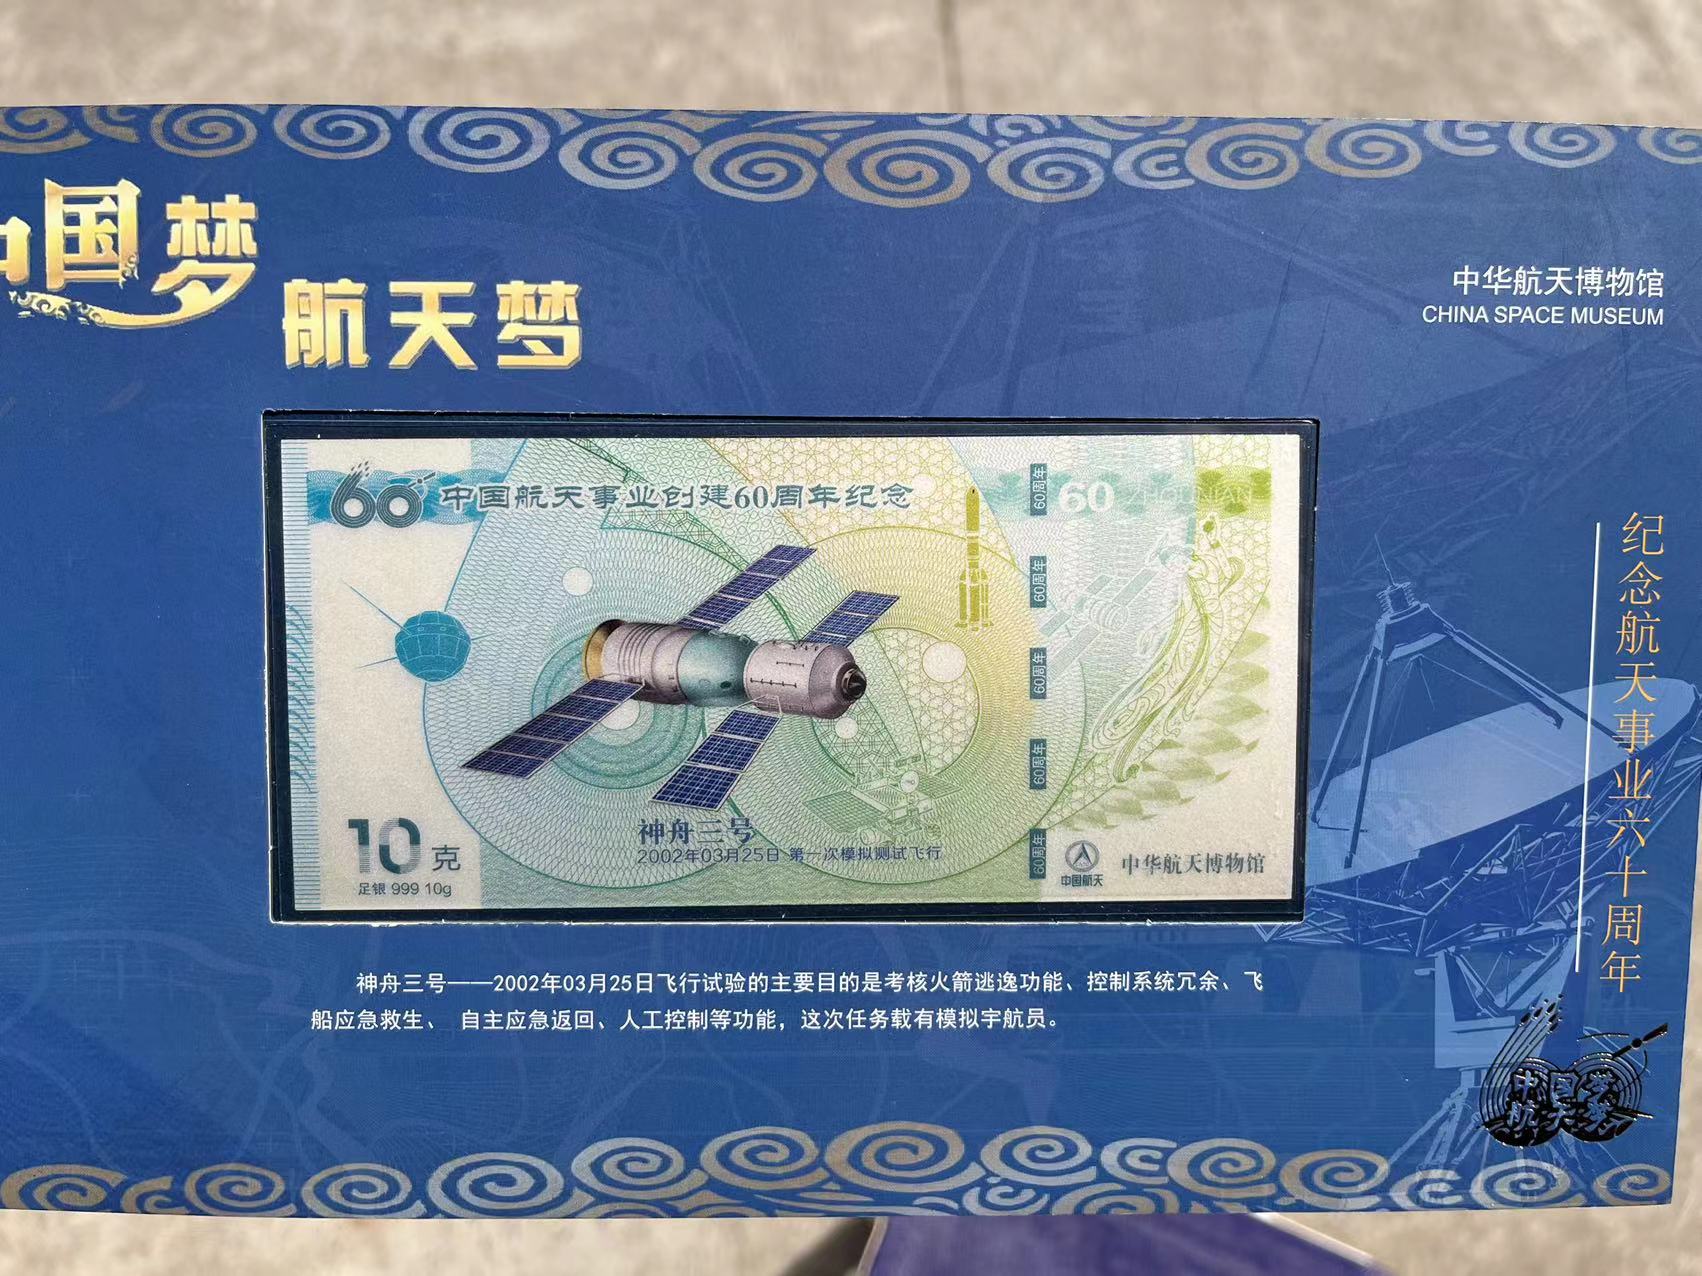 中国梦
航天梦
中华航天博物馆
CHINA SPACE MUSEUM
60 中国航天事业创建60周年纪念
60周年
60 HOUNIAN
60周年
60周年
60周年
60周年
神舟三号
2002年03月25日 第一次模拟测试飞行
10克
足银 999 10g
中国航天
中华航天博物馆
神舟三号——2002年03月25日飞行试验的主要目的是考核火箭逃逸功能、控制系统冗余、飞
船应急救生、 自主应急返回、人工控制等功能，这次任务载有模拟宇航员。
纪念航天事业六十周年
中国梦
航天梦